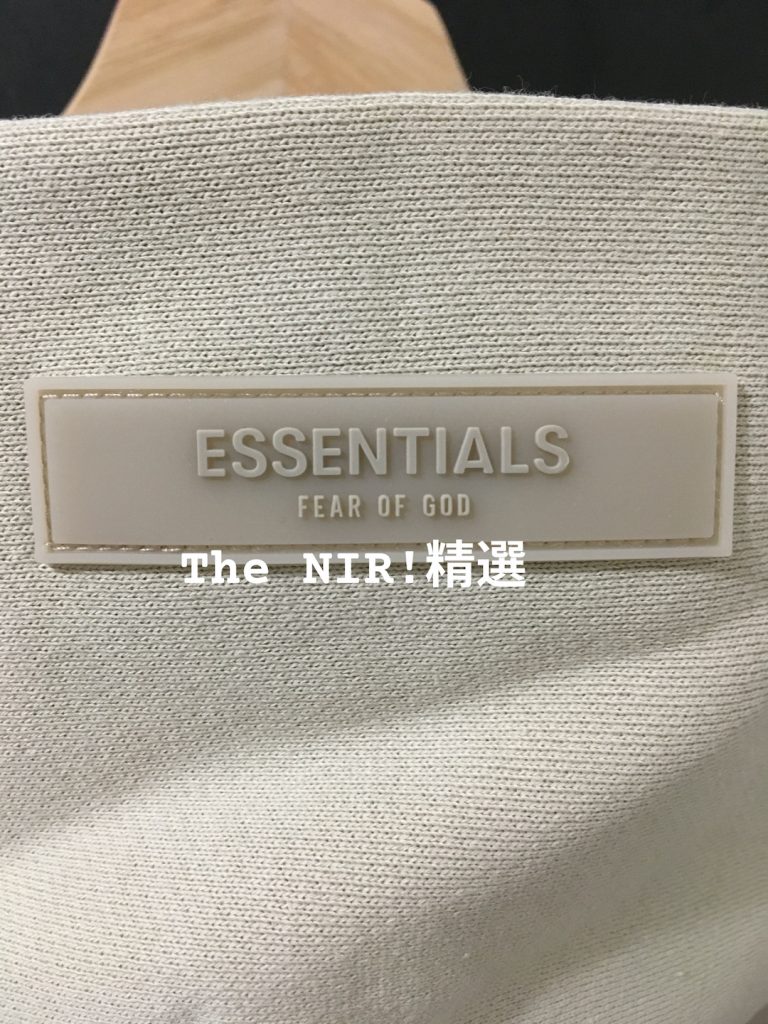 ESSENTIALS
FEAR OF GOD
The NIR!精選